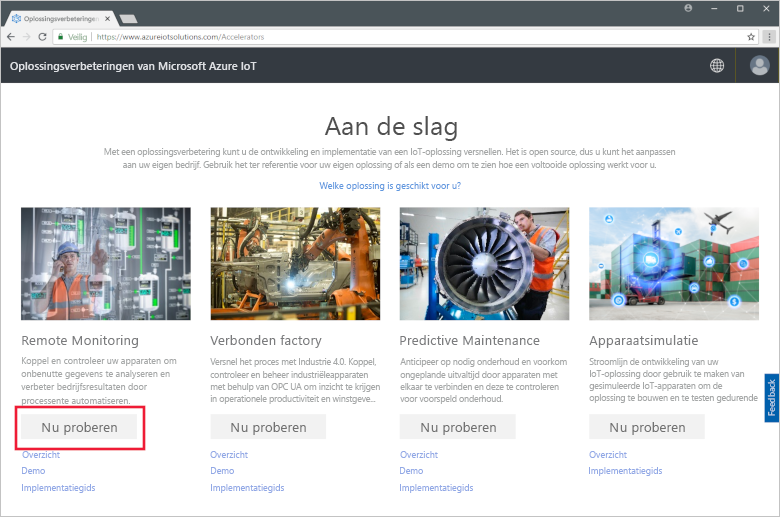 Oplossingsverbeteringen
Veilig https://www.azureiotsolutions.com/Accelerators
Oplossingsverbeteringen van Microsoft Azure IoT
Aan de slag
Met een oplossingsverbetering kunt u de ontwikkeling en implementatie van een IoT-oplossing versnellen. Het is open source, dus u kunt het aanpassen
aan uw eigen bedrijf. Gebruik het ter referentie voor uw eigen oplossing of als een demo om te zien hoe een voltooide oplossing werkt voor u.
Welke oplossing is geschikt voor u?
Remote Monitoring
Koppel en controleer uw apparaten om
onbenutte gegevens te analyseren en
verbeter bedrijfsresultaten door
processente automatiseren.
Nu proberen
Overzicht
Demo
Implementatiegids
Verbonden factory
Versnel het proces met Industrie 4.0. Koppel,
controleer en beheer industriëleapparaten
met behulp van OPC UA om inzicht te krijgen
in operationele productiviteit en winstgeve...
Nu proberen
Overzicht
Demo
Implementatiegids
Predictive Maintenance
Anticipeer op nodig onderhoud en voorkom
ongeplande uitvaltijd door apparaten met
elkaar te verbinden en deze te controleren
voor voorspeld onderhoud.
Nu proberen
Overzicht
Demo
Implementatiegids
Apparaatsimulatie
Stroomlijn de ontwikkeling van uw
IoT-oplossing door gebruik te maken van
gesimuleerde IoT-apparaten om de
oplossing te bouwen en te testen gedurende
Nu proberen
Overzicht
Implementatiegids
Feedback